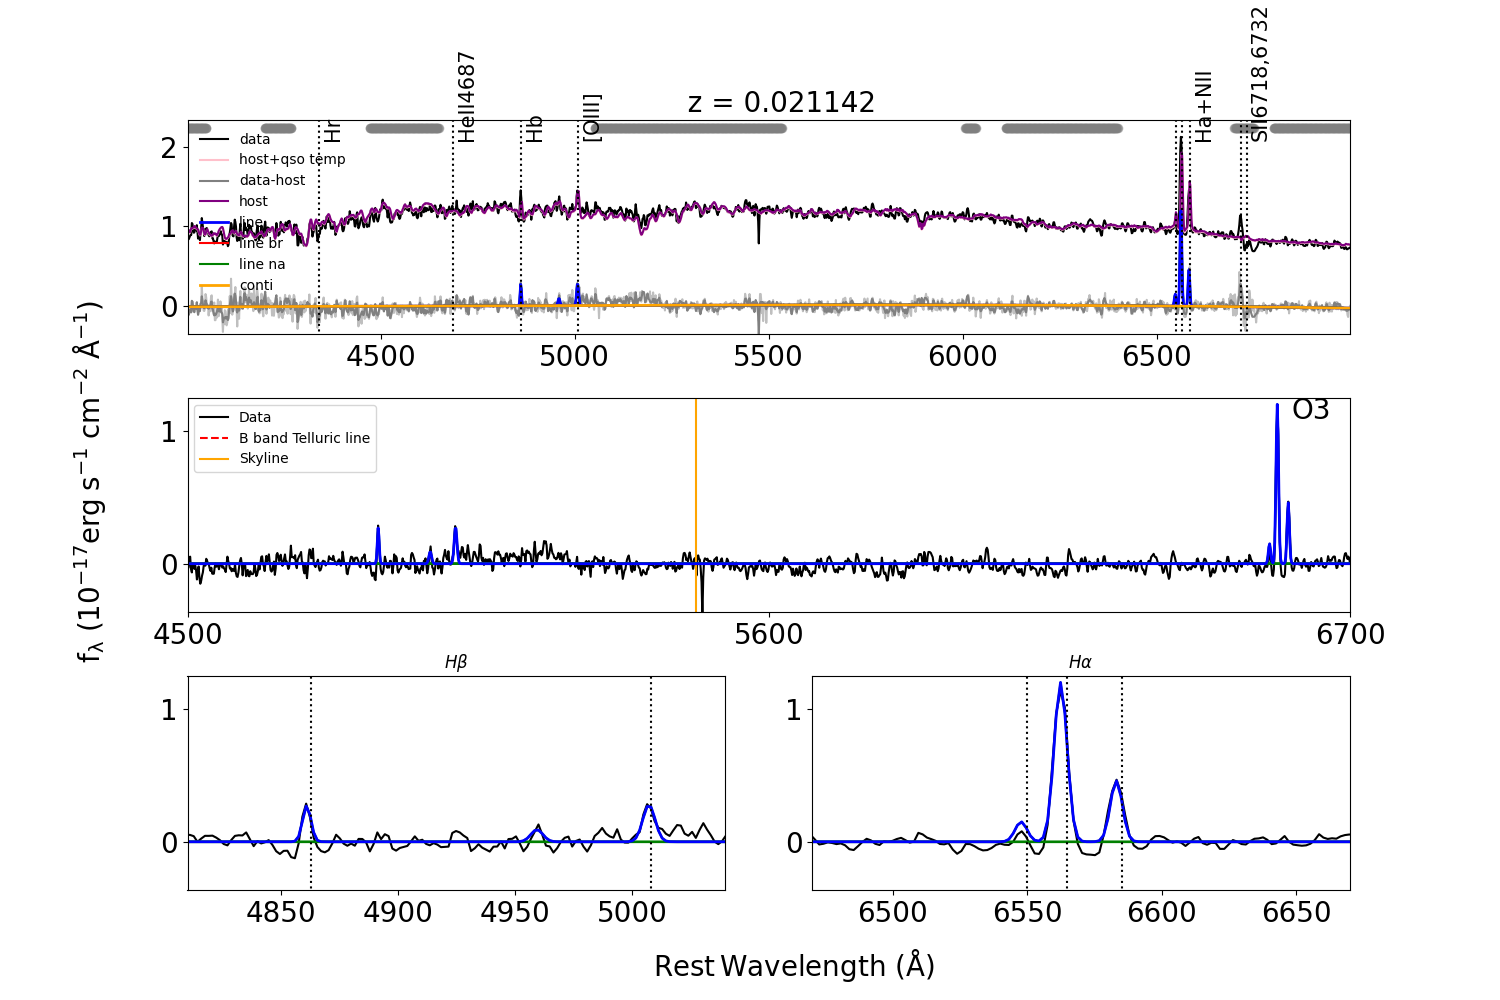 z = 0.021142
Hr
HeII4687
Hb
[OIII]
Ha+NII
SII6718,6732
data
host+qso temp
data-host
host
line
line br
line na
conti
2
1
0
4500
5000
5500
6000
6500
f_λ (10⁻¹⁷erg s⁻¹ cm⁻² Å⁻¹)
Data
B band Telluric line
Skyline
O3
1
0
4500
5600
6700
Hβ
1
0
4850
4900
4950
5000
Hα
1
0
6500
6550
6600
6650
Rest Wavelength (Å)